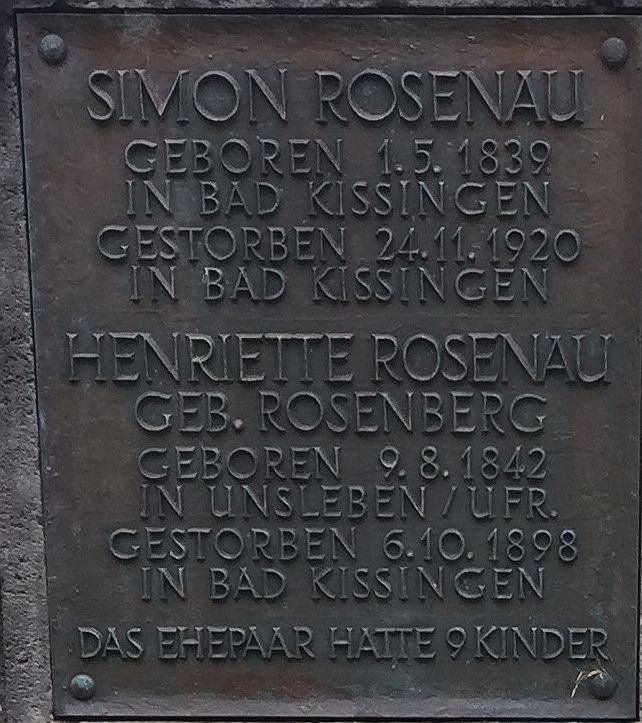 SIMON ROSENAU
GEBOREN 1.5.1839
IN BAD KISSINGEN
GESTORBEN 24.11.1920
IN BAD KISSINGEN
HENRIETTE ROSENAU
GEB. ROSENBERG
GEBOREN 9.8.1842
IN UNSLEBEN / UFR.
GESTORBEN 6.10.1898
IN BAD KISSINGEN
DAS EHEPAAR HATTE 9 KINDER